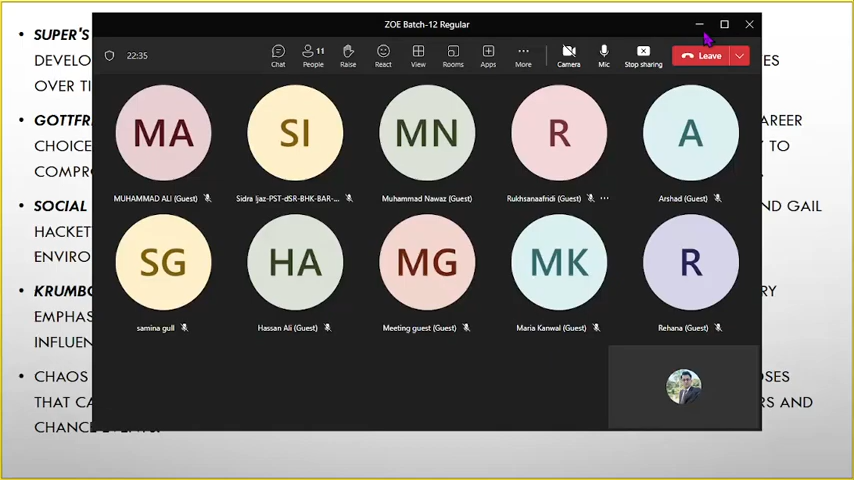 ZOE Batch-12 Regular
22:35
Chat
11
People
Raise
React
View
Rooms
Apps
More
Camera
Mic
Stop sharing
Leave
MA
SI
MN
R
A
MUHAMMAD ALI (Guest)
Sidra Ijaz-PST-dSR-BHK-BAR-...
Muhammad Nawaz (Guest)
Rukhsanaafridi (Guest)
Arshad (Guest)
SG
HA
MG
MK
R
samina gull
Hassan Ali (Guest)
Meeting guest (Guest)
Maria Kanwal (Guest)
Rehana (Guest)
• SUPER'S
DEVELO
OVER TI
• GOTTFR
CAREER
CHOICE
TO
COMPR
• SOCIAL
ND GAIL
HACKET
ENVIRO
• KRUMBO
RY
EMPHAS
INFLUEN
• CHAOS
OSES
THAT CA
RS AND
CHANCE EVENTS.